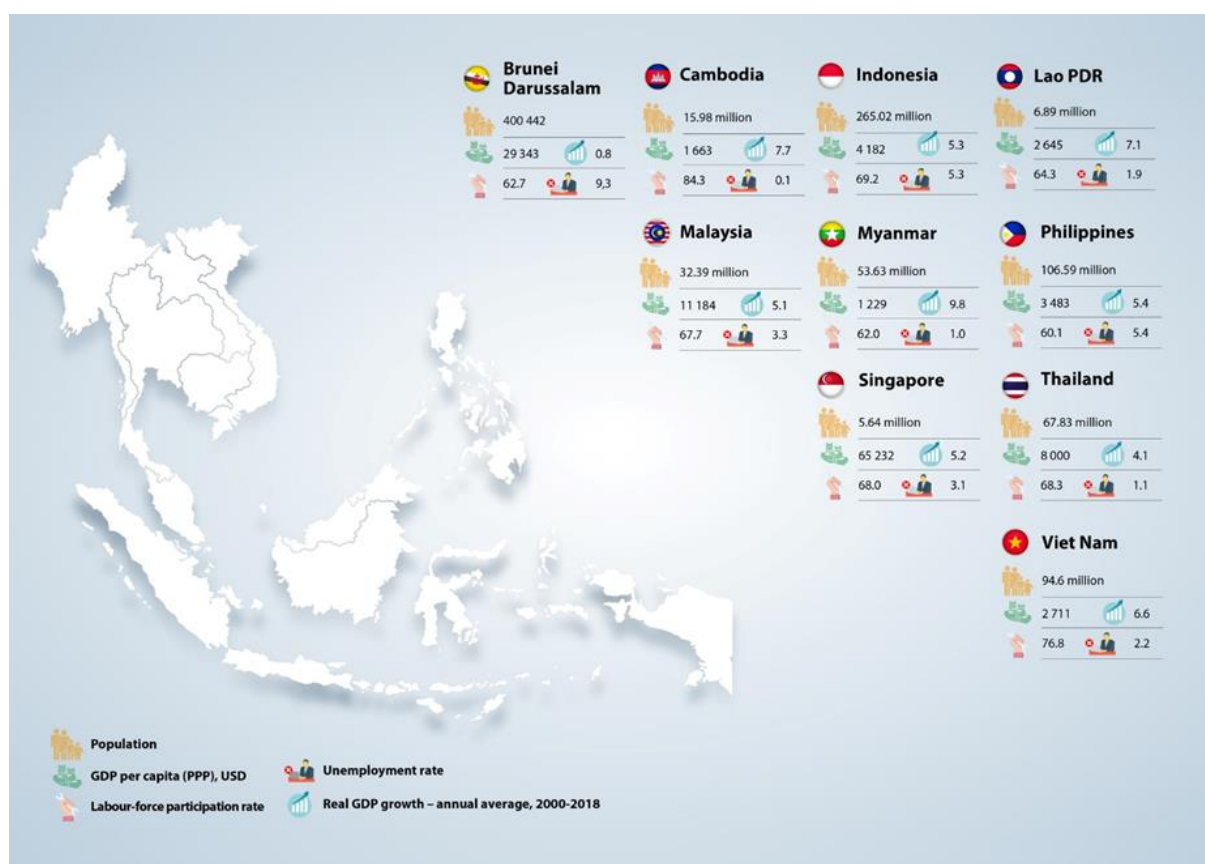 Brunei
Darussalam
400 442
29 343 0.8
62.7 9,3
Cambodia
15.98 million
1 663 7.7
84.3 0.1
Indonesia
265.02 million
4 182 5.3
69.2 5.3
Lao PDR
6.89 million
2 645 7.1
64.3 1.9
Malaysia
32.39 million
11 184 5.1
67.7 3.3
Myanmar
53.63 million
1 229 9.8
62.0 1.0
Philippines
106.59 million
3 483 5.4
60.1 5.4
Singapore
5.64 million
65 232 5.2
68.0 3.1
Thailand
67.83 million
8 000 4.1
68.3 1.1
Viet Nam
94.6 million
2 711 6.6
76.8 2.2
Population
GDP per capita (PPP), USD
Labour-force participation rate
Unemployment rate
Real GDP growth – annual average, 2000-2018